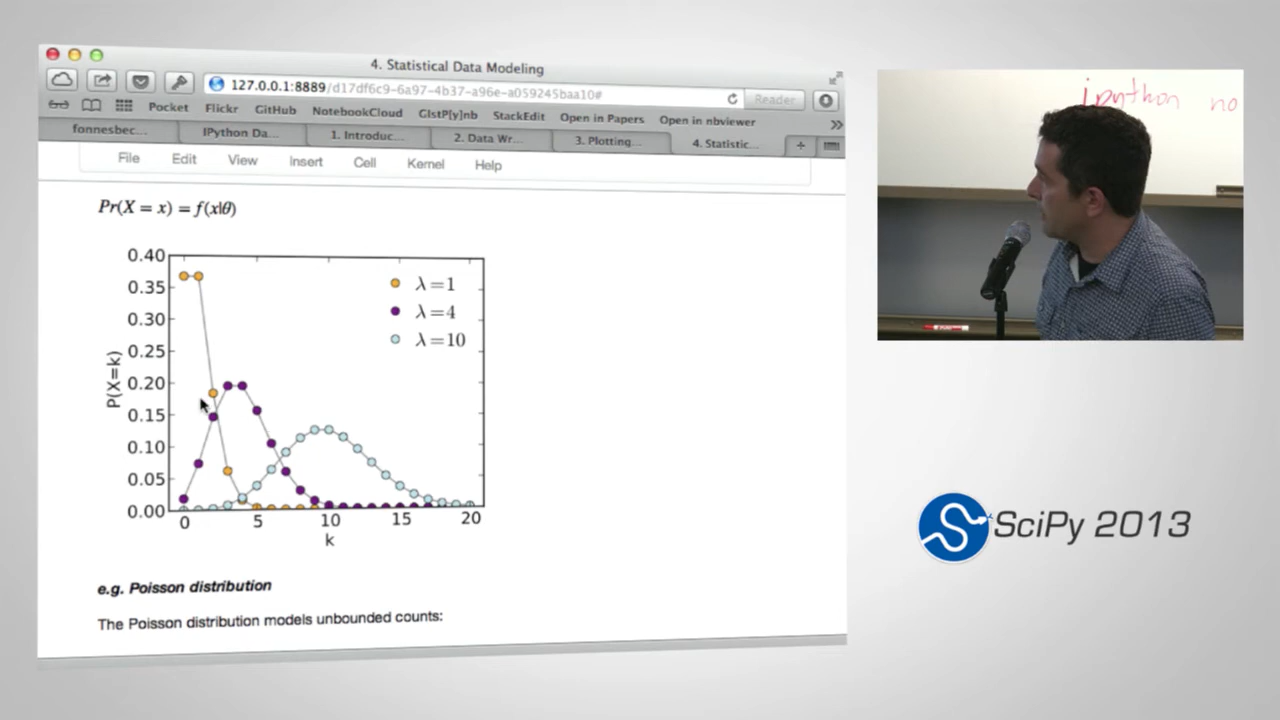 4. Statistical Data Modeling
127.0.0.1:8889/d17df6c9-6a97-4b37-a96e-a059245baa10#
Reader
Pocket Flickr GitHub NotebookCloud GIstP[y]nb StackEdit Open in Papers Open in nbviewer
fonnesbec... IPython Da... 1. Introduc... 2. Data Wr... 3. Plotting... 4. Statistic...
File Edit View Insert Cell Kernel Help
Pr(X = x) = f(x|θ)
0.40
0.35
0.30
0.25
0.20
0.15
0.10
0.05
0.00
P(X=k)
λ=1
λ=4
λ=10
0 5 10 15 20
k
e.g. Poisson distribution
The Poisson distribution models unbounded counts:
ipython no
SciPy 2013